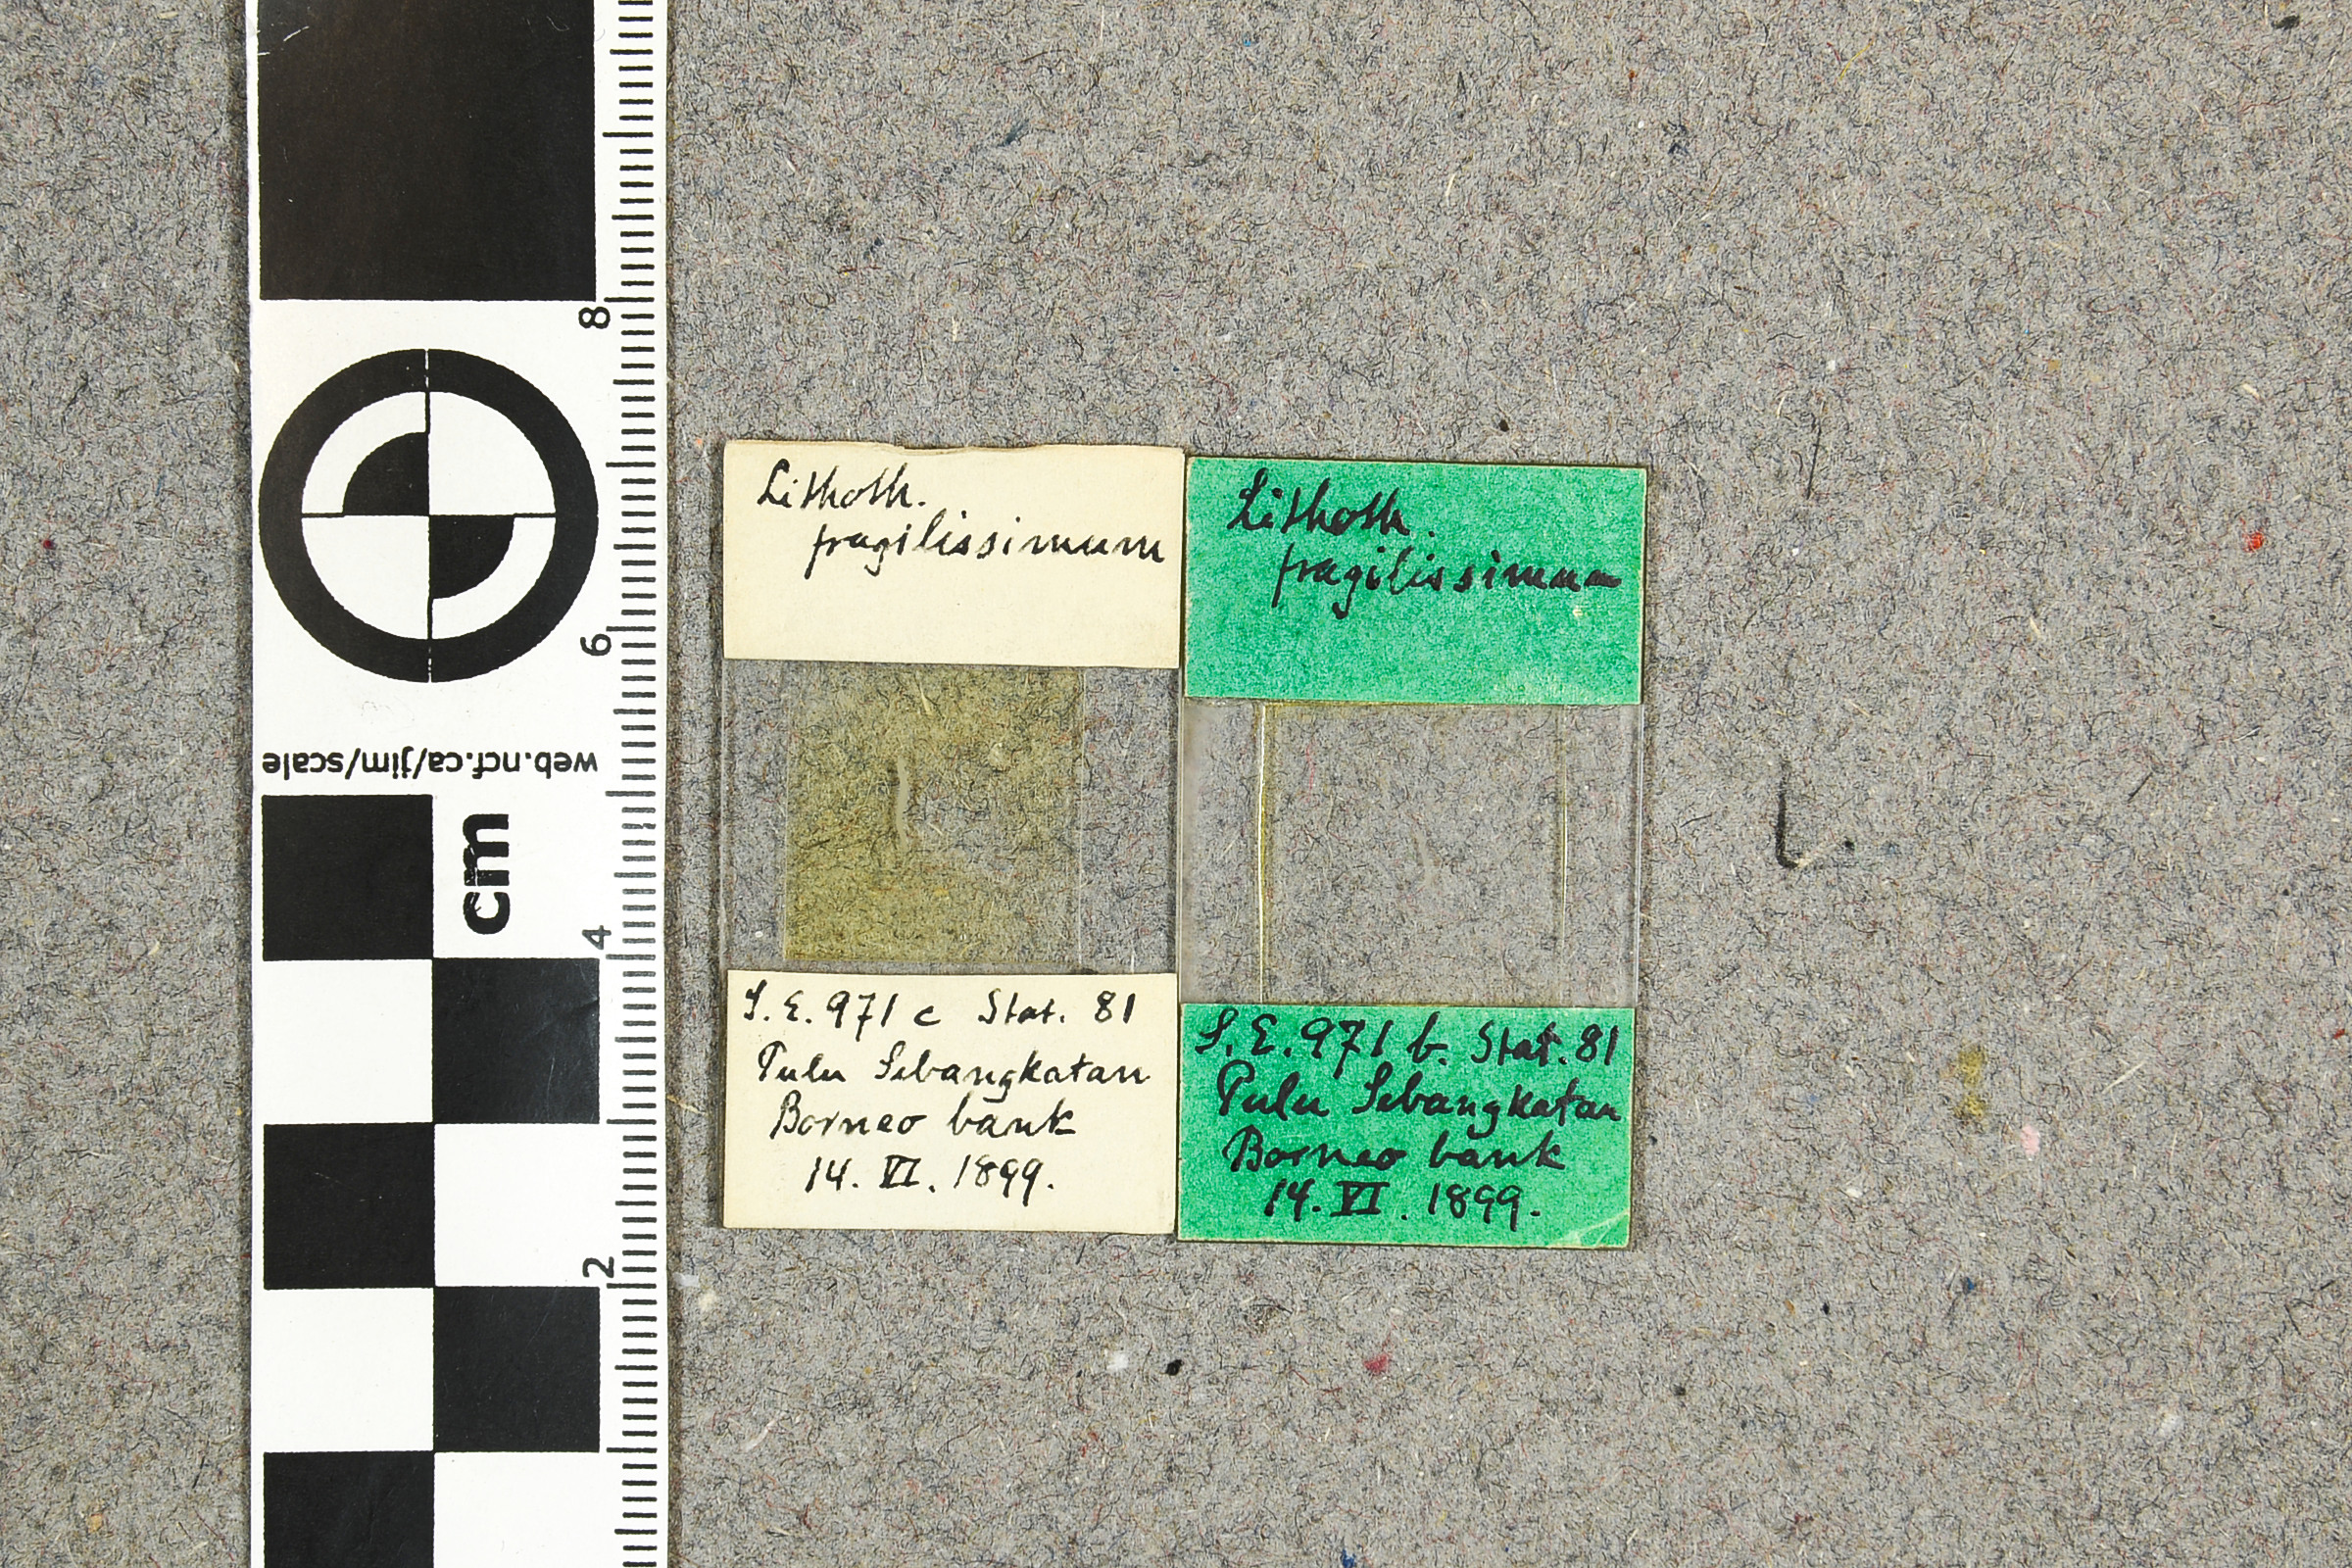 8
6
web.ncf.ca/jim/scale
cm
4
2
Lithoth.
fragilissimum
S. E. 971 c Stat. 81
Pulu Sebangkatan
Borneo bank
14. VI. 1899.
Lithoth.
fragilissimum
S. E. 971 b. Stat. 81
Pulu Sebangkatan
Borneo bank
14. VI. 1899.